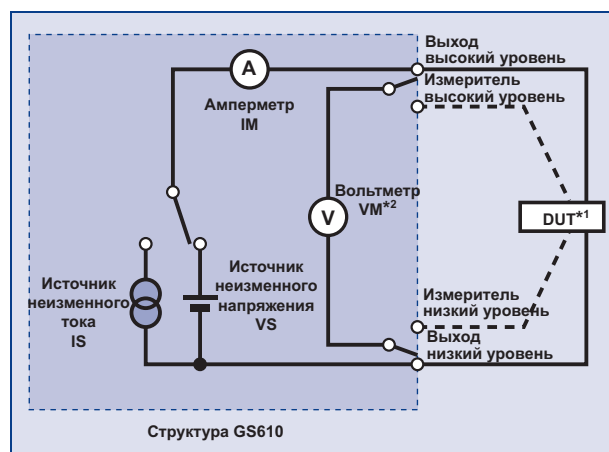 Выход
высокий уровень
Измеритель
высокий уровень
A
Амперметр
IM
Вольтметр
VM*2
V
DUT*1
Источник
неизменного
тока
IS
Источник
неизменного
напряжения
VS
Измеритель
низкий уровень
Выход
низкий уровень
Структура GS610